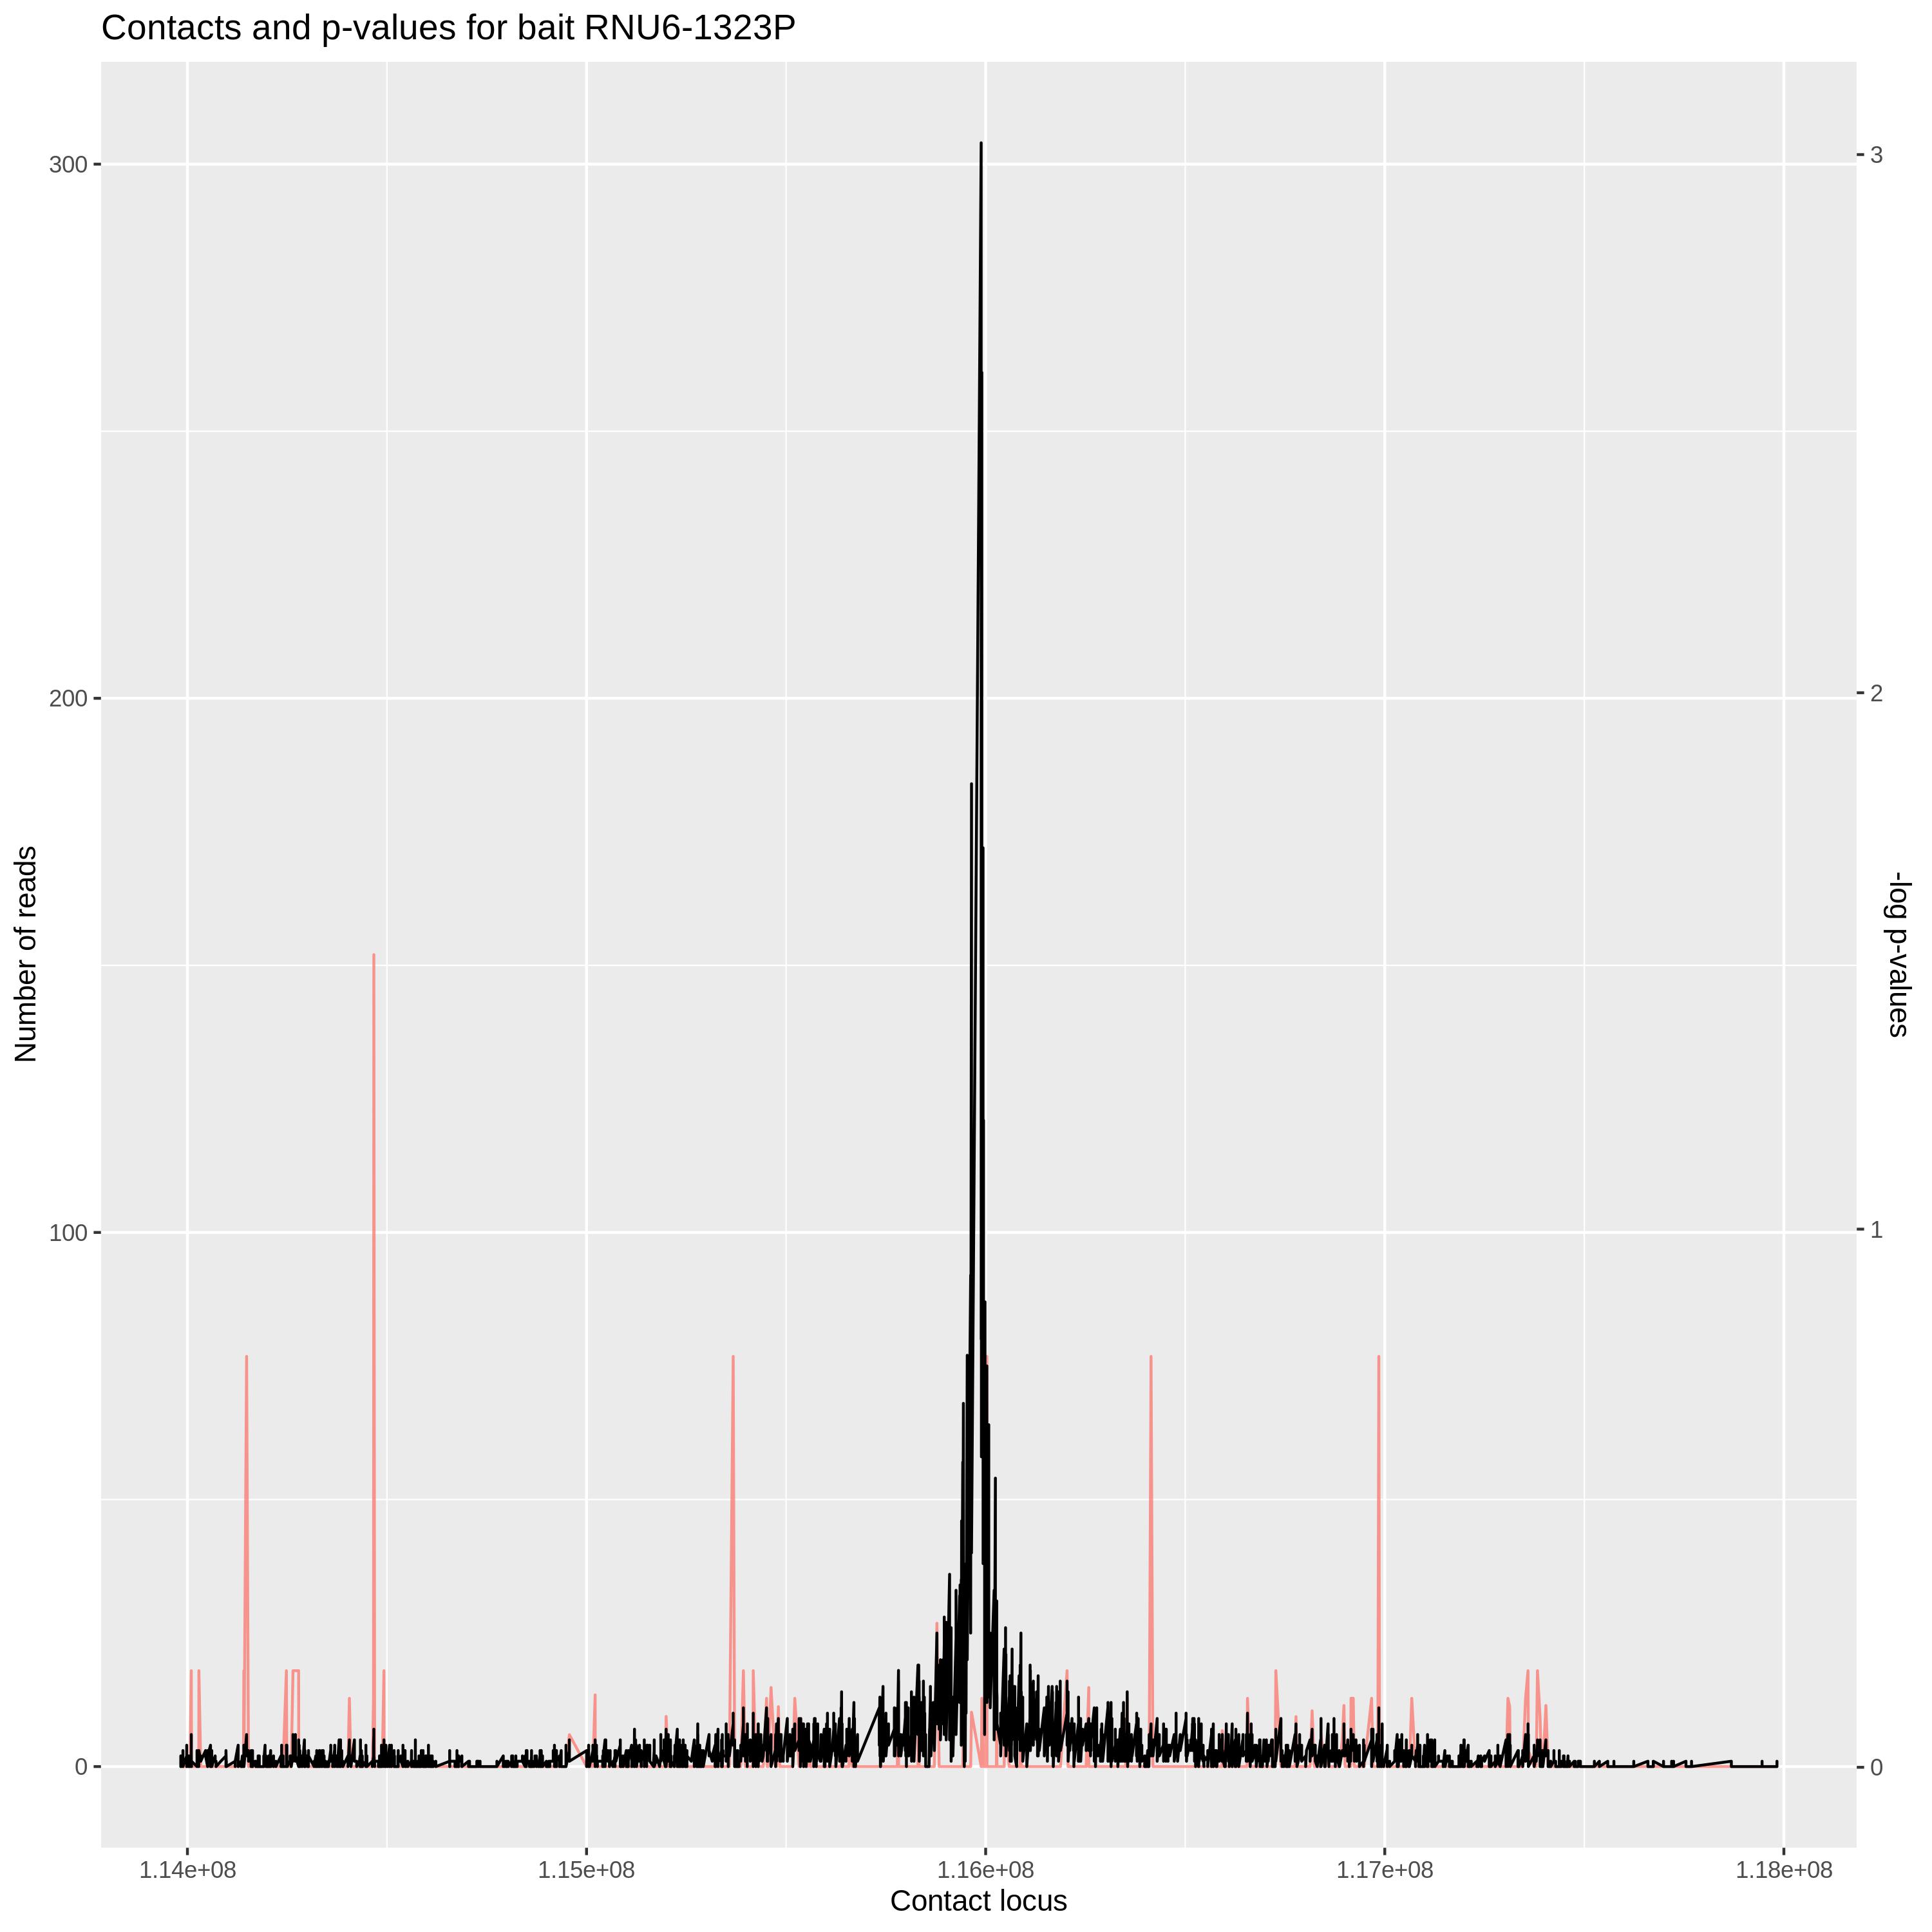 Contacts and p-values for bait RNU6-1323P
300
200
100
0
Number of reads
3
2
1
0
-log p-values
1.14e+08
1.15e+08
1.16e+08
1.17e+08
1.18e+08
Contact locus